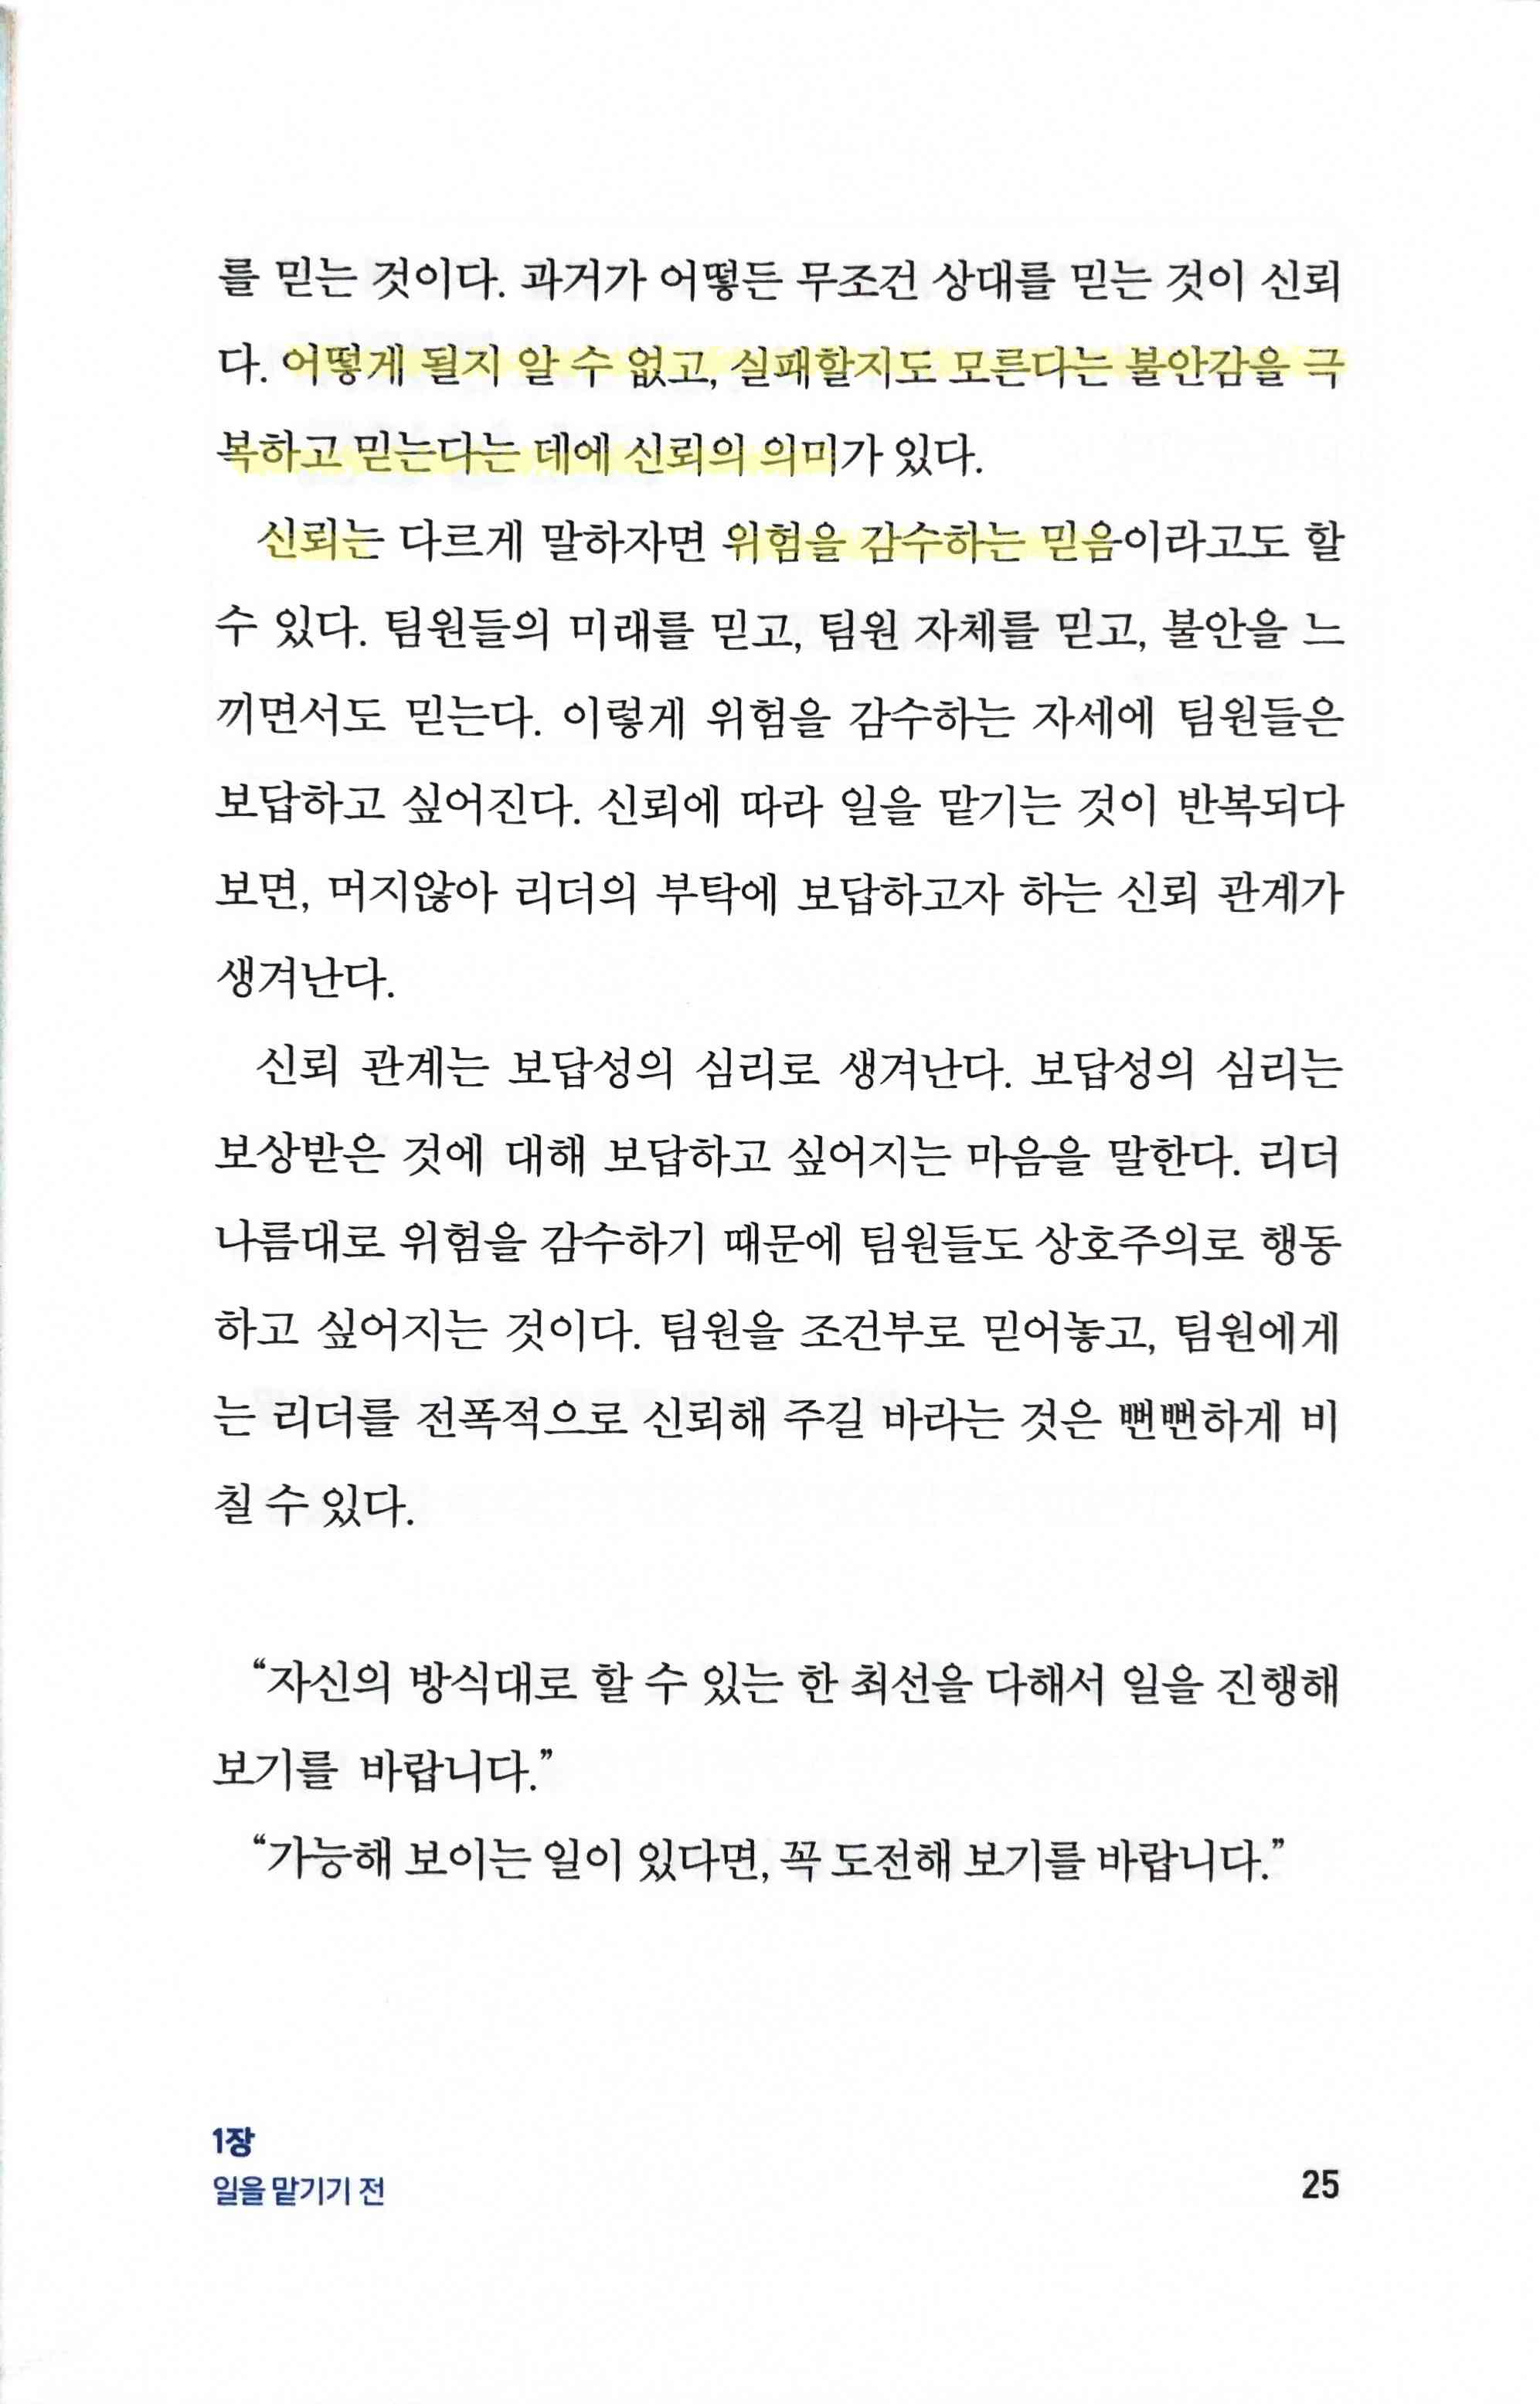 를 믿는 것이다. 과거가 어떻든 무조건 상대를 믿는 것이 신뢰
다. 어떻게 될지 알 수 없고, 실패할지도 모른다는 불안감을 극
복하고 믿는다는 데에 신뢰의 의미가 있다.
신뢰는 다르게 말하자면 위험을 감수하는 믿음이라고도 할
수 있다. 팀원들의 미래를 믿고, 팀원 자체를 믿고, 불안을 느
끼면서도 믿는다. 이렇게 위험을 감수하는 자세에 팀원들은
보답하고 싶어진다. 신뢰에 따라 일을 맡기는 것이 반복되다
보면, 머지않아 리더의 부탁에 보답하고자 하는 신뢰 관계가
생겨난다.
신뢰 관계는 보답성의 심리로 생겨난다. 보답성의 심리는
보상받은 것에 대해 보답하고 싶어지는 마음을 말한다. 리더
나름대로 위험을 감수하기 때문에 팀원들도 상호주의로 행동
하고 싶어지는 것이다. 팀원을 조건부로 믿어놓고, 팀원에게
는 리더를 전폭적으로 신뢰해 주길 바라는 것은 뻔뻔하게 비
칠 수 있다.
“자신의 방식대로 할 수 있는 한 최선을 다해서 일을 진행해
보기를 바랍니다.”
“가능해 보이는 일이 있다면, 꼭 도전해 보기를 바랍니다.”
1장
일을 맡기기 전
25